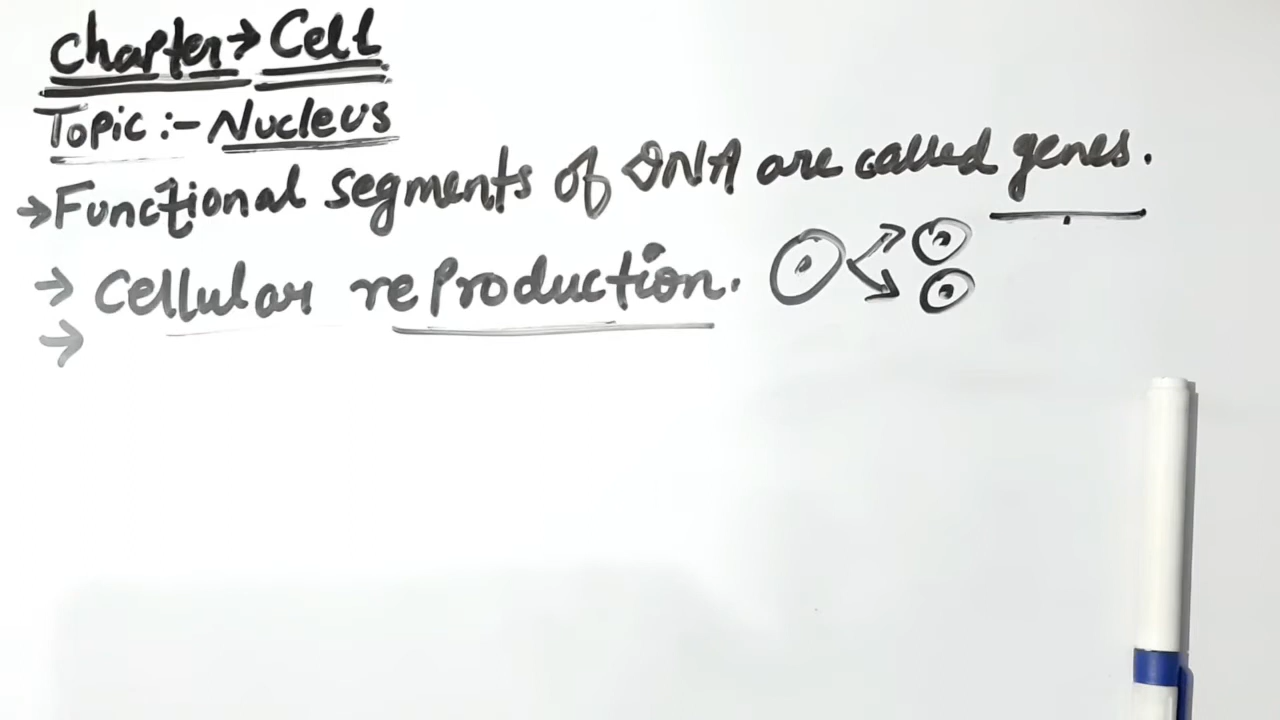 Chapter → Cell
Topic :- Nucleus
→ Functional segments of DNA are called genes.
→ Cellular reproduction.
→